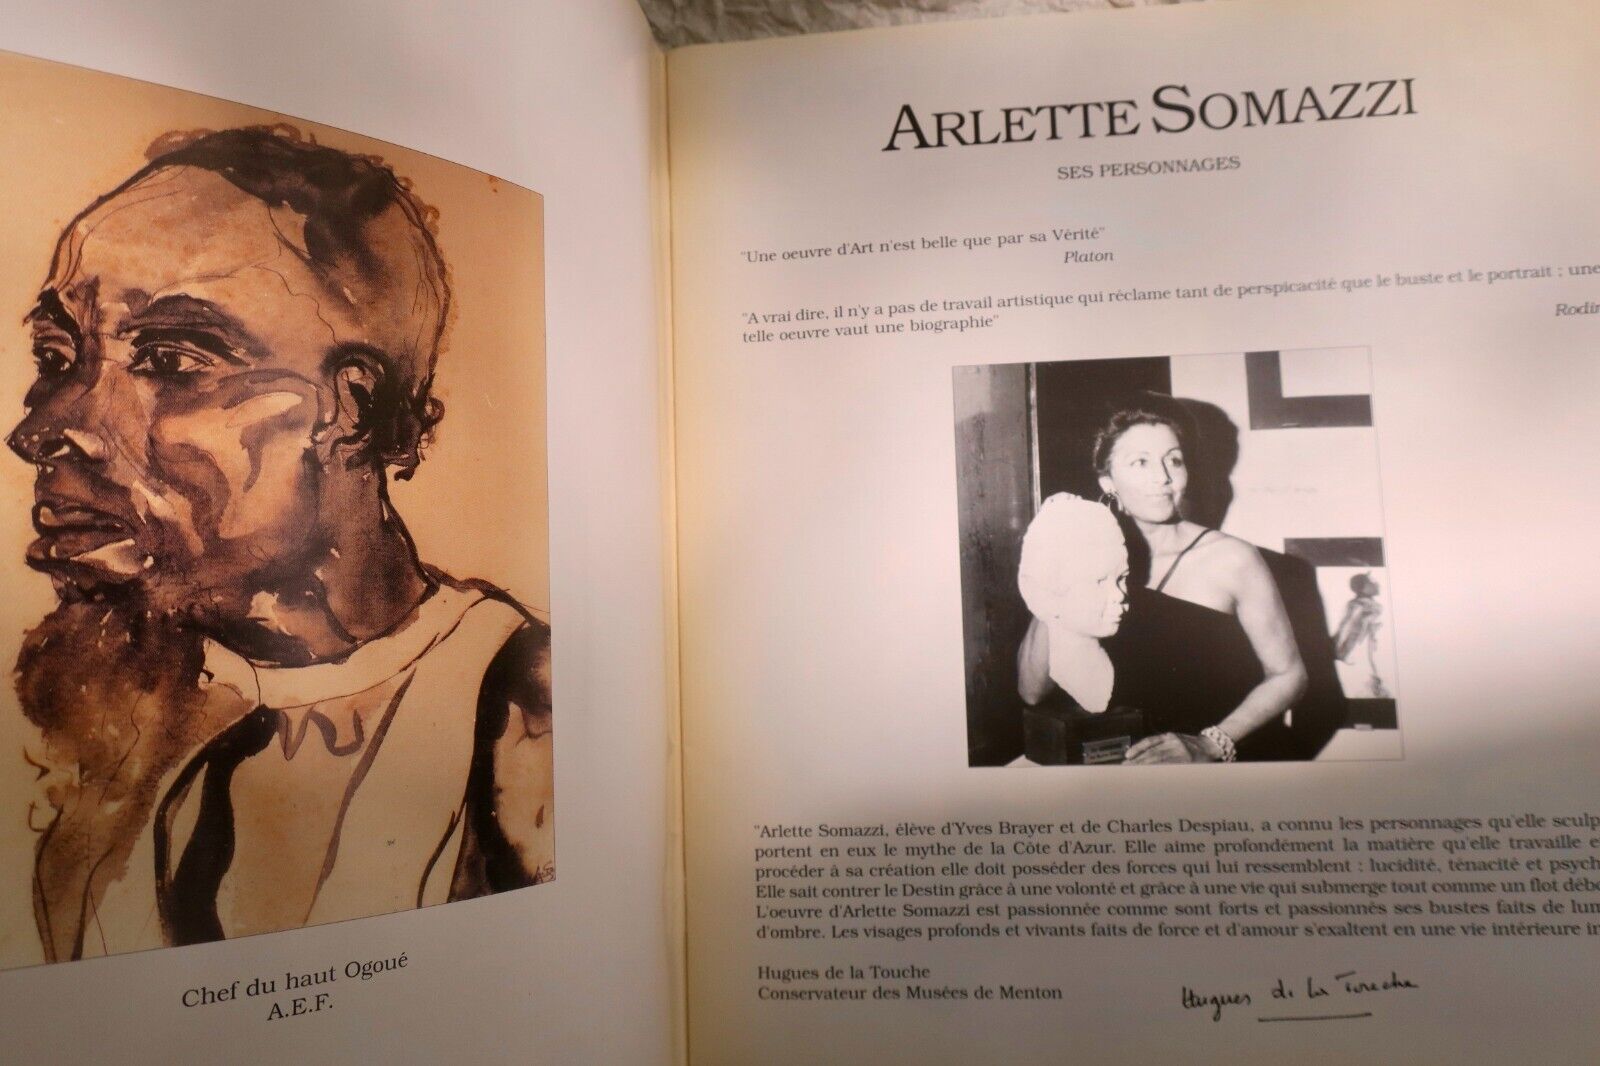 Chef du haut Ogoué
A.E.F.
ARLETTE SOMAZZI
SES PERSONNAGES
"Une oeuvre d'Art n'est belle que par sa Vérité"
Platon
"A vrai dire, il n'y a pas de travail artistique qui réclame tant de perspicacité que le buste et le portrait : une
telle oeuvre vaut une biographie"
Rodin
"Arlette Somazzi, élève d'Yves Brayer et de Charles Despiau, a connu les personnages qu'elle sculp
portent en eux le mythe de la Côte d'Azur. Elle aime profondément la matière qu'elle travaille e
procéder à sa création elle doit posséder des forces qui lui ressemblent : lucidité, ténacité et psych
Elle sait contrer le Destin grâce à une volonté et grâce à une vie qui submerge tout comme un flot débo
L'oeuvre d'Arlette Somazzi est passionnée comme sont forts et passionnés ses bustes faits de lum
d'ombre. Les visages profonds et vivants faits de force et d'amour s'exaltent en une vie intérieure in
Hugues de la Touche
Conservateur des Musées de Menton
Hugues de la Touche